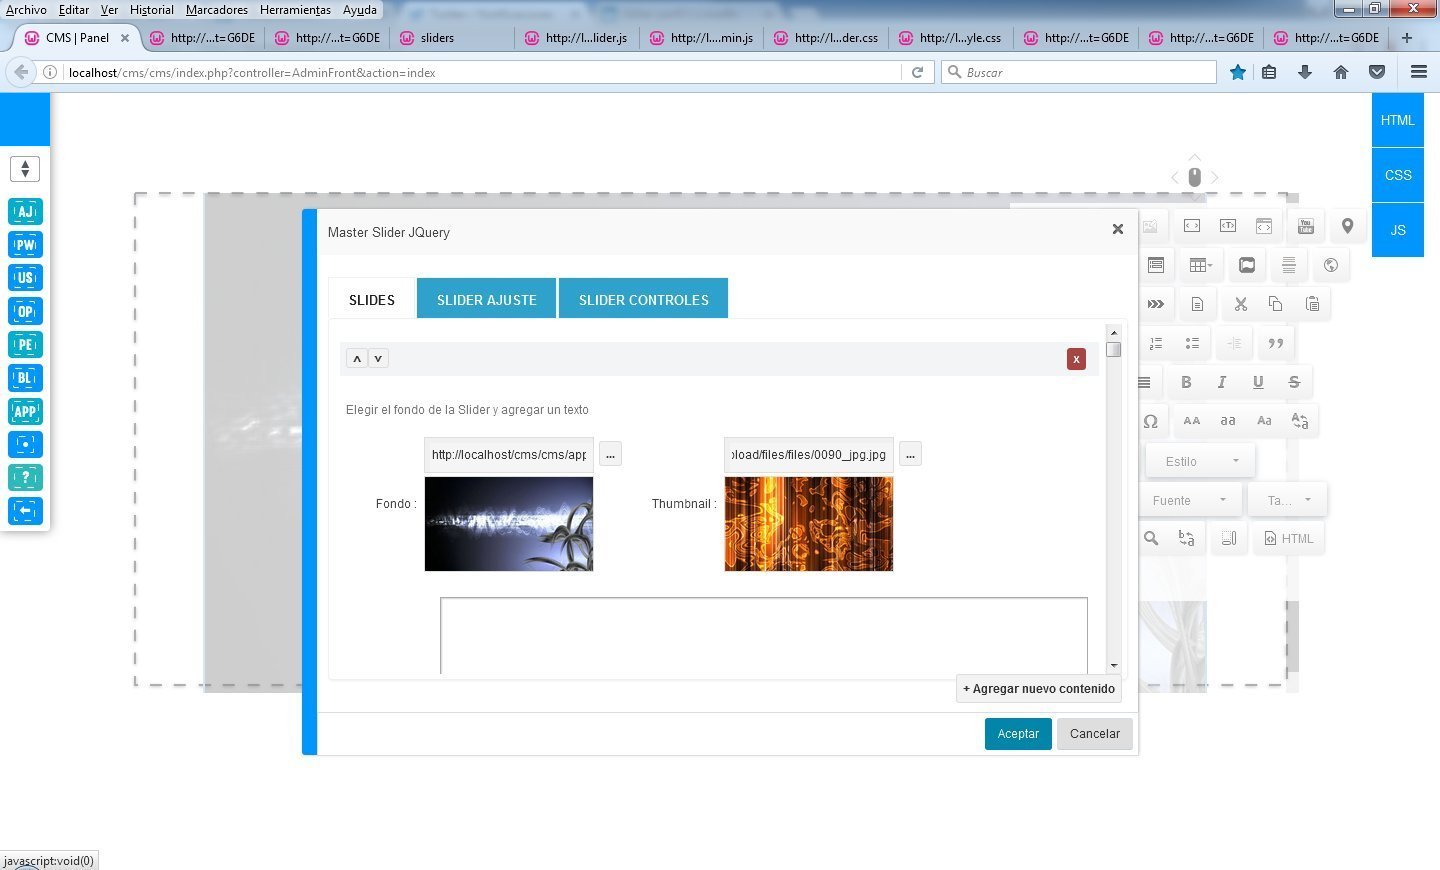 Archivo Editar Ver Historial Marcadores Herramientas Ayuda
CMS | Panel
http://...t=G6DE
http://...t=G6DE
sliders
http://l...lider.js
http://l....min.js
http://l...der.css
http://l...yle.css
http://...t=G6DE
http://...t=G6DE
http://...t=G6DE
localhost/cms/cms/index.php?controller=AdminFront&action=index
Buscar
HTML
CSS
JS
AJ
PW
US
OP
PE
BL
APP
?
Master Slider JQuery
SLIDES
SLIDER AJUSTE
SLIDER CONTROLES
x
Elegir el fondo de la Slider y agregar un texto
http://localhost/cms/cms/app
...
Fondo :
Thumbnail :
pload/files/files/0090_jpg.jpg
...
+ Agregar nuevo contenido
Aceptar
Cancelar
You Tube
B I U S
Ω AA aa Aa
Estilo
Fuente
Ta...
HTML
javascript:void(0)